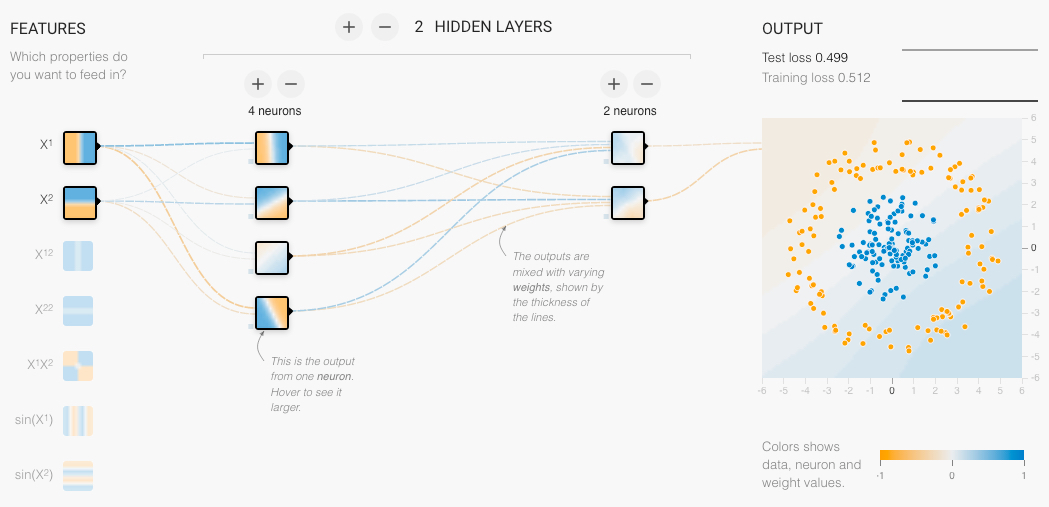 FEATURES
Which properties do
you want to feed in?
+ − 2 HIDDEN LAYERS
+ −
4 neurons
+ −
2 neurons
OUTPUT
Test loss 0.499
Training loss 0.512
X1
X2
X12
X22
X1X2
sin(X1)
sin(X2)
This is the output
from one neuron.
Hover to see it
larger.
The outputs are
mixed with varying
weights, shown by
the thickness of
the lines.
6
5
4
3
2
1
0
-1
-2
-3
-4
-5
-6
-6 -5 -4 -3 -2 -1 0 1 2 3 4 5 6
Colors shows
data, neuron and
weight values.
-1 0 1